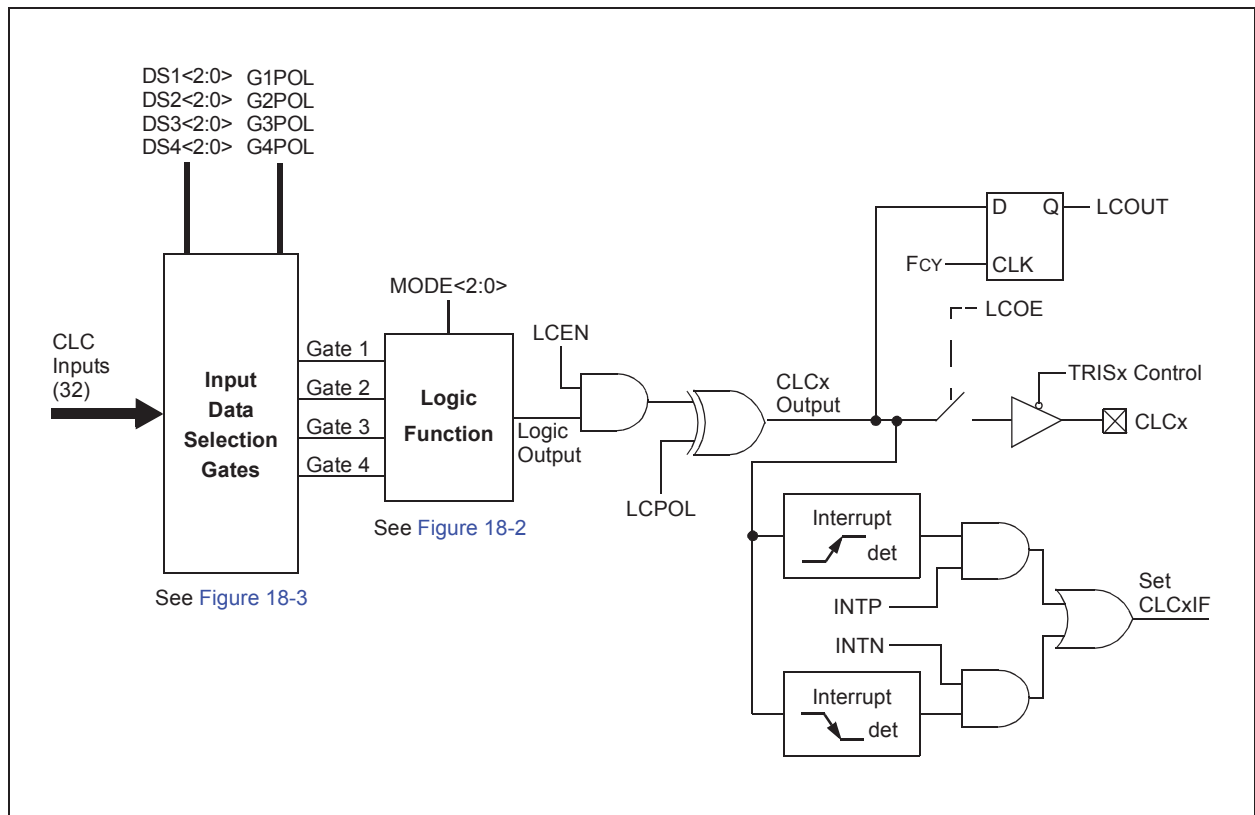 DS1<2:0> G1POL
DS2<2:0> G2POL
DS3<2:0> G3POL
DS4<2:0> G4POL
CLC
Inputs
(32)
Input
Data
Selection
Gates
See Figure 18-3
Gate 1
Gate 2
Gate 3
Gate 4
MODE<2:0>
Logic
Function
See Figure 18-2
Logic
Output
LCEN
LCPOL
CLCx
Output
D Q
CLK
LCOUT
FCY
LCOE
TRISx Control
CLCx
Interrupt
det
INTP
INTN
Interrupt
det
Set
CLCxIF